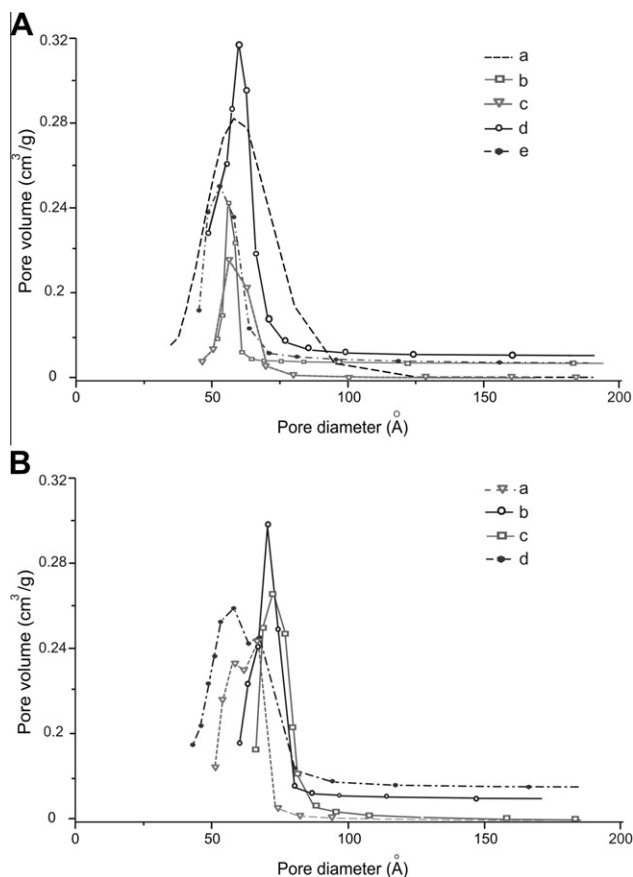 A
0.32
0.28
0.24
0.2
0
Pore volume (cm³/g)
a
b
c
d
e
0 50 100 150 200
Pore diameter (Å)
B
0.32
0.28
0.24
0.2
0
Pore volume (cm³/g)
a
b
c
d
0 50 100 150 200
Pore diameter (Å)